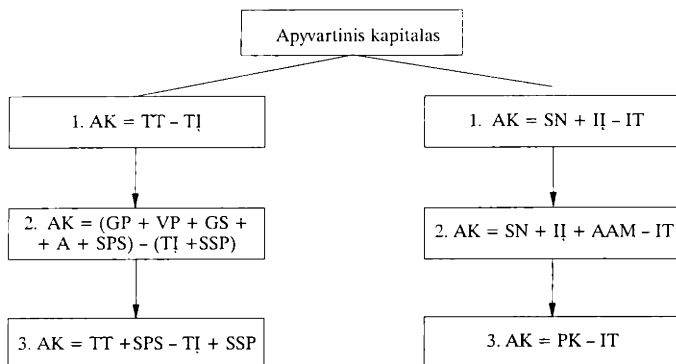 Apyvartinis kapitalas
1. AK = TT – TĮ
2. AK = (GP + VP + GS +
+ A + SPS) – (TĮ +SSP)
3. AK = TT +SPS – TĮ + SSP
1. AK = SN + IĮ – IT
2. AK = SN + IĮ + AAM – IT
3. AK = PK – IT